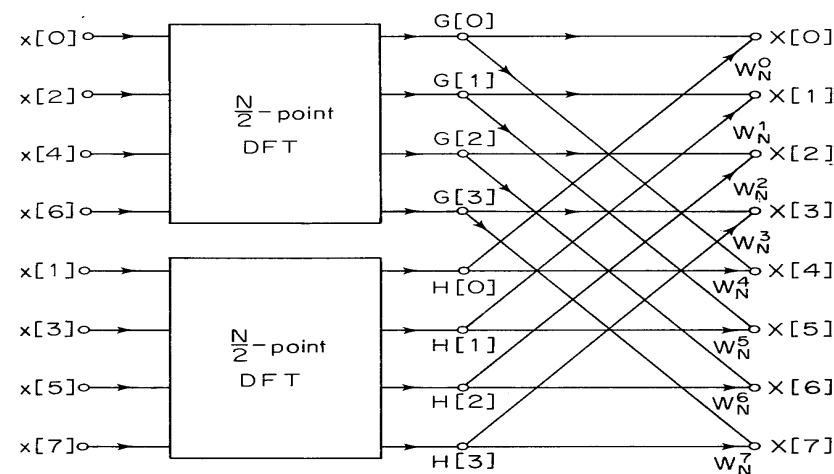 x[0]
x[2]
x[4]
x[6]
x[1]
x[3]
x[5]
x[7]
N/2-point
DFT
N/2-point
DFT
G[0]
G[1]
G[2]
G[3]
H[0]
H[1]
H[2]
H[3]
W_N^0
W_N^1
W_N^2
W_N^3
W_N^4
W_N^5
W_N^6
W_N^7
X[0]
X[1]
X[2]
X[3]
X[4]
X[5]
X[6]
X[7]